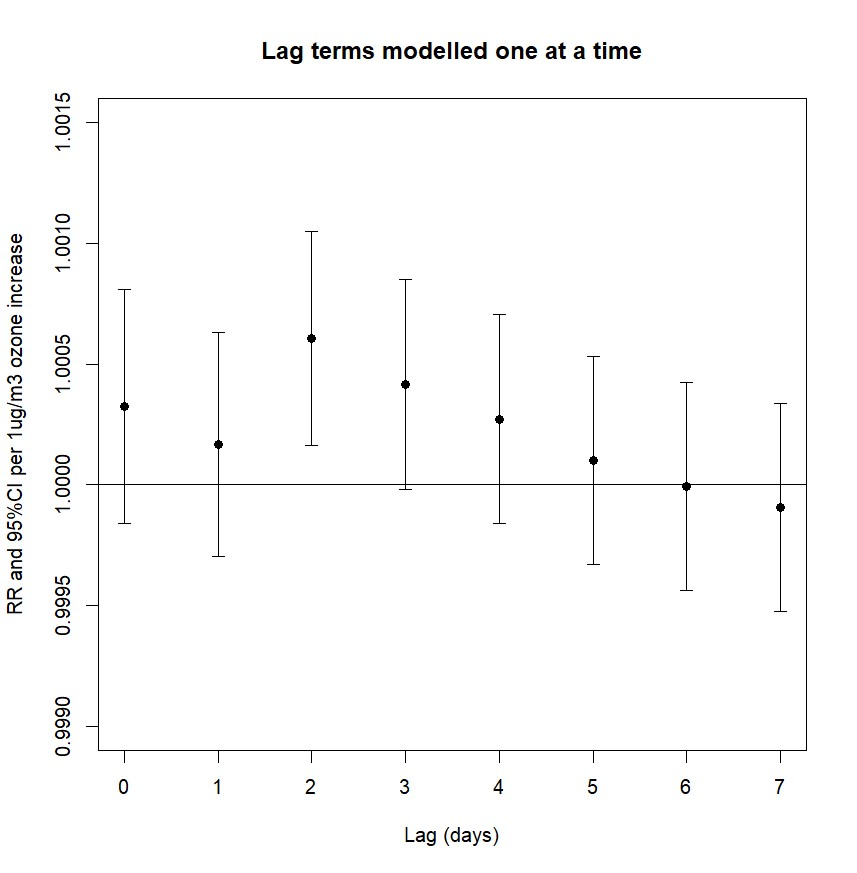 Lag terms modelled one at a time
RR and 95%CI per 1ug/m3 ozone increase
1.0015
1.0010
1.0005
1.0000
0.9995
0.9990
0 1 2 3 4 5 6 7
Lag (days)